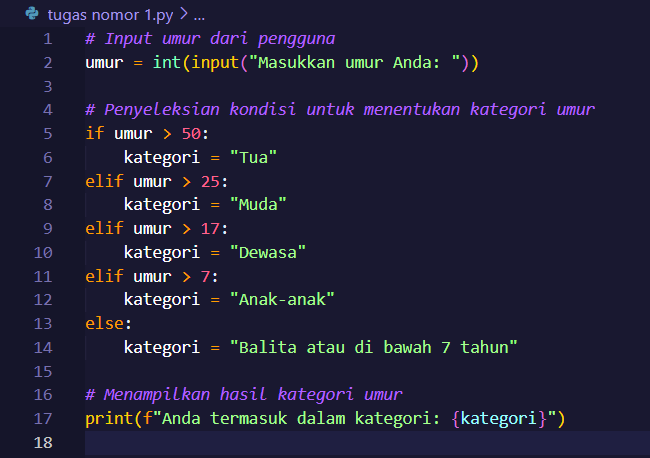 tugas nomor 1.py > ...
1 # Input umur dari pengguna
2 umur = int(input("Masukkan umur Anda: "))
3
4 # Penyeleksian kondisi untuk menentukan kategori umur
5 if umur > 50:
6     kategori = "Tua"
7 elif umur > 25:
8     kategori = "Muda"
9 elif umur > 17:
10     kategori = "Dewasa"
11 elif umur > 7:
12     kategori = "Anak-anak"
13 else:
14     kategori = "Balita atau di bawah 7 tahun"
15
16 # Menampilkan hasil kategori umur
17 print(f"Anda termasuk dalam kategori: {kategori}")
18